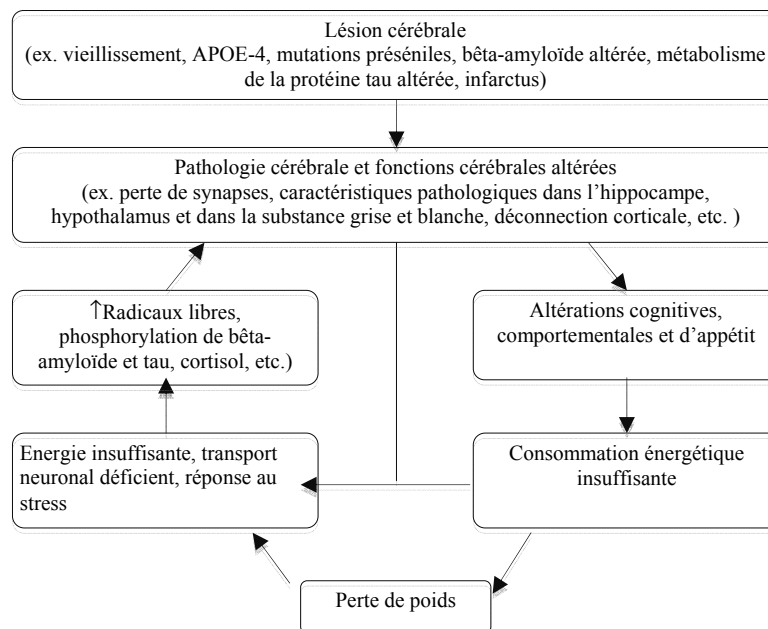 Lésion cérébrale
(ex. vieillissement, APOE-4, mutations préséniles, bêta-amyloïde altérée, métabolisme
de la protéine tau altérée, infarctus)
Pathologie cérébrale et fonctions cérébrales altérées
(ex. perte de synapses, caractéristiques pathologiques dans l'hippocampe,
hypothalamus et dans la substance grise et blanche, déconnection corticale, etc. )
↑Radicaux libres,
phosphorylation de bêta-
amyloïde et tau, cortisol, etc.)
Altérations cognitives,
comportementales et d'appétit
Energie insuffisante, transport
neuronal déficient, réponse au
stress
Consommation énergétique
insuffisante
Perte de poids